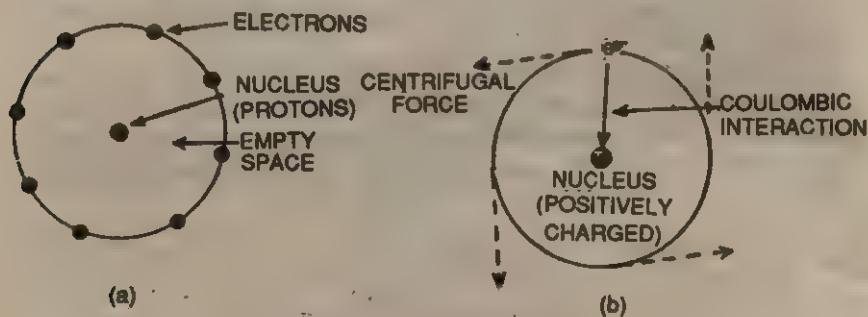 ELECTRONS
NUCLEUS
(PROTONS)
EMPTY
SPACE
(a)
CENTRIFUGAL
FORCE
COULOMBIC
INTERACTION
NUCLEUS
(POSITIVELY
CHARGED)
(b)